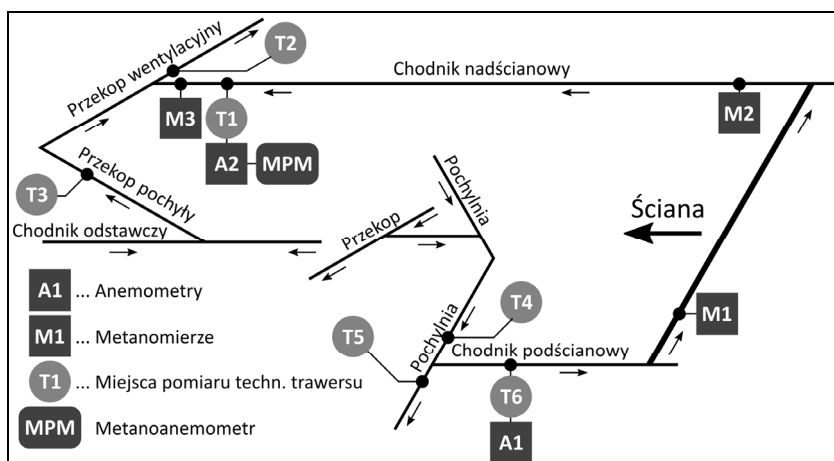 Przekop wentylacyjny
T2
Chodnik nadścianowy
M3
T1
M2
A2
MPM
Przekop pochyły
T3
Pochylnia
Chodnik odstawczy
Przekop
Ściana
A1 ... Anemometry
M1 ... Metanomierze
T1 ... Miejsca pomiaru techn. trawersu
MPM Metanoanemometr
T4
M1
T5
Pochylnia
Chodnik podścianowy
T6
A1